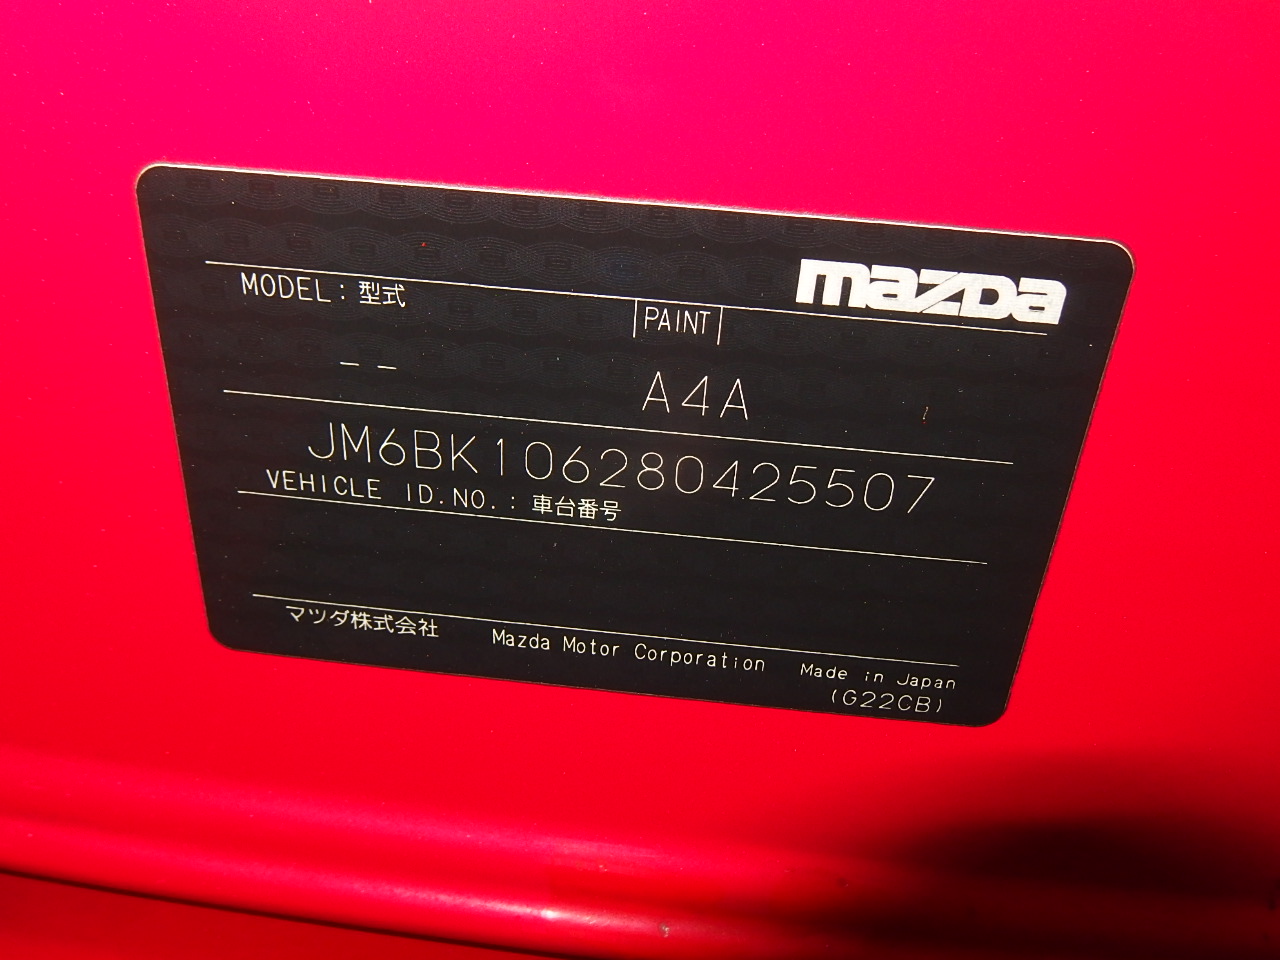 mazda
MODEL : 型式
PAINT
– –
A4A
JM6BK106280425507
VEHICLE ID.NO. : 車台番号
マツダ株式会社 Mazda Motor Corporation Made in Japan
(G22CB)